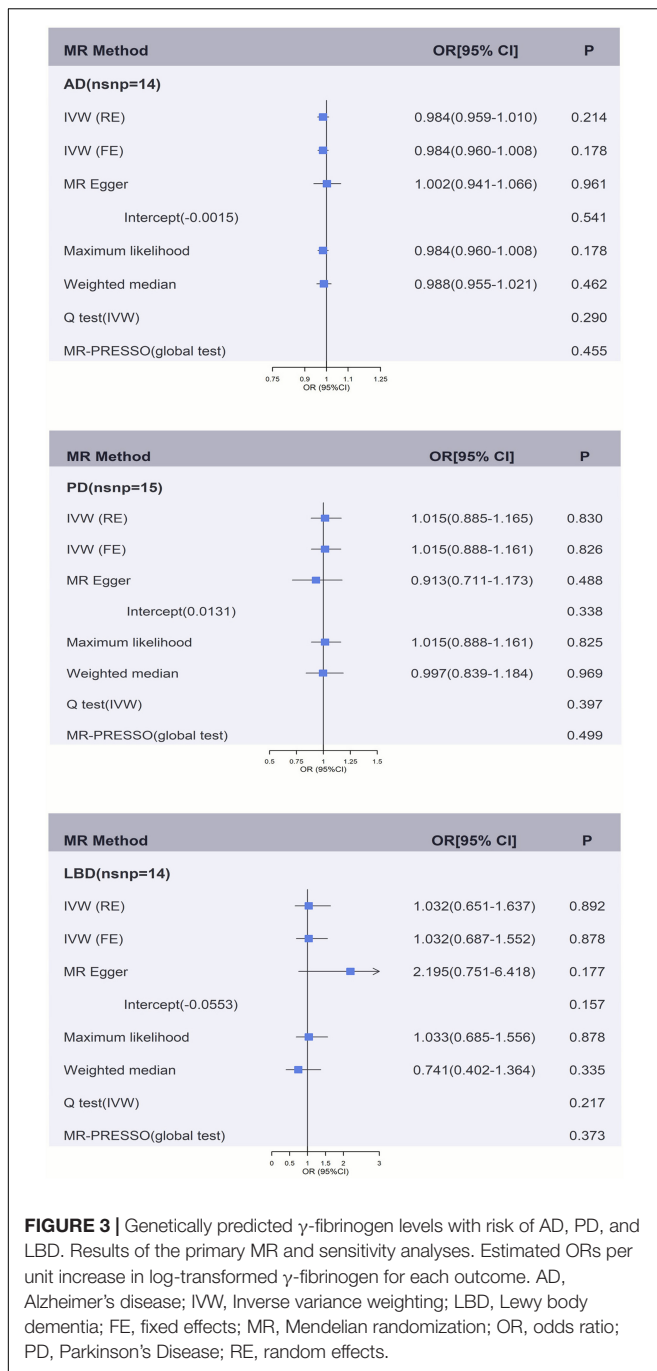 MR Method OR[95% CI] P
AD(nsnp=14)
IVW (RE) 0.984(0.959-1.010) 0.214
IVW (FE) 0.984(0.960-1.008) 0.178
MR Egger 1.002(0.941-1.066) 0.961
Intercept(-0.0015) 0.541
Maximum likelihood 0.984(0.960-1.008) 0.178
Weighted median 0.988(0.955-1.021) 0.462
Q test(IVW) 0.290
MR-PRESSO(global test) 0.455
0.75 0.9 1 1.1 1.25
OR (95%CI)
MR Method OR[95% CI] P
PD(nsnp=15)
IVW (RE) 1.015(0.885-1.165) 0.830
IVW (FE) 1.015(0.888-1.161) 0.826
MR Egger 0.913(0.711-1.173) 0.488
Intercept(0.0131) 0.338
Maximum likelihood 1.015(0.888-1.161) 0.825
Weighted median 0.997(0.839-1.184) 0.969
Q test(IVW) 0.397
MR-PRESSO(global test) 0.499
0.5 0.75 1 1.25 1.5
OR (95%CI)
MR Method OR[95% CI] P
LBD(nsnp=14)
IVW (RE) 1.032(0.651-1.637) 0.892
IVW (FE) 1.032(0.687-1.552) 0.878
MR Egger 2.195(0.751-6.418) 0.177
Intercept(-0.0553) 0.157
Maximum likelihood 1.033(0.685-1.556) 0.878
Weighted median 0.741(0.402-1.364) 0.335
Q test(IVW) 0.217
MR-PRESSO(global test) 0.373
0 0.5 1 1.5 2 3
OR (95%CI)
FIGURE 3 | Genetically predicted γ-fibrinogen levels with risk of AD, PD, and
LBD. Results of the primary MR and sensitivity analyses. Estimated ORs per
unit increase in log-transformed γ-fibrinogen for each outcome. AD,
Alzheimer's disease; IVW, Inverse variance weighting; LBD, Lewy body
dementia; FE, fixed effects; MR, Mendelian randomization; OR, odds ratio;
PD, Parkinson's Disease; RE, random effects.